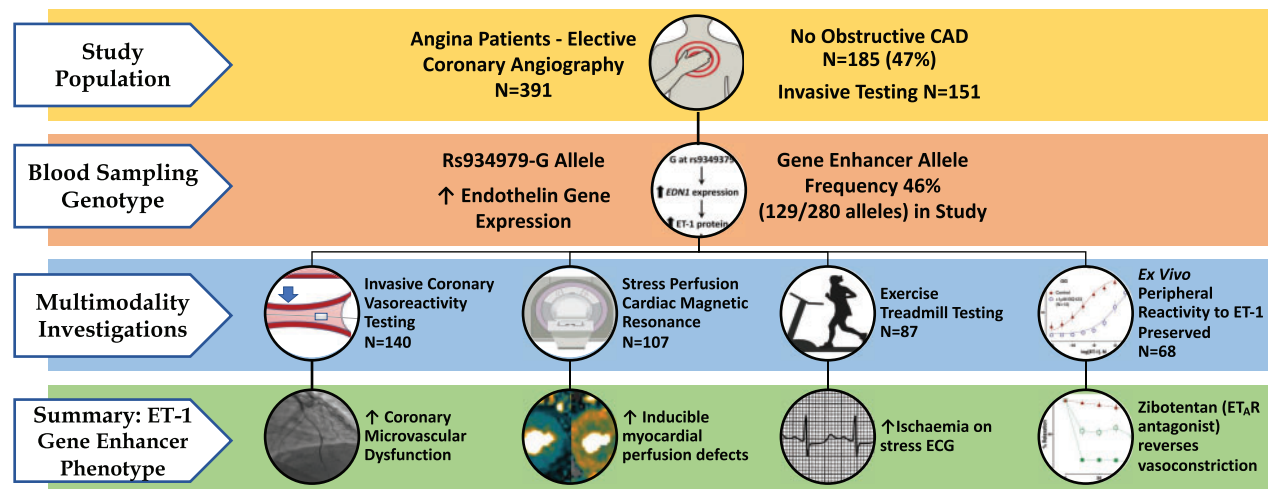 Study
Population
Angina Patients - Elective
Coronary Angiography
N=391
No Obstructive CAD
N=185 (47%)
Invasive Testing N=151
Blood Sampling
Genotype
Rs934979-G Allele
↑ Endothelin Gene
Expression
G at rs9349379
EDN1 expression
ET-1 protein
Gene Enhancer Allele
Frequency 46%
(129/280 alleles) in Study
Multimodality
Investigations
Invasive Coronary
Vasoreactivity
Testing
N=140
Stress Perfusion
Cardiac Magnetic
Resonance
N=107
Exercise
Treadmill Testing
N=87
Ex Vivo
Peripheral
Reactivity to ET-1
Preserved
N=68
Summary: ET-1
Gene Enhancer
Phenotype
↑ Coronary
Microvascular
Dysfunction
↑ Inducible
myocardial
perfusion defects
↑Ischaemia on
stress ECG
Zibotentan (ETAR
antagonist)
reverses
vasoconstriction